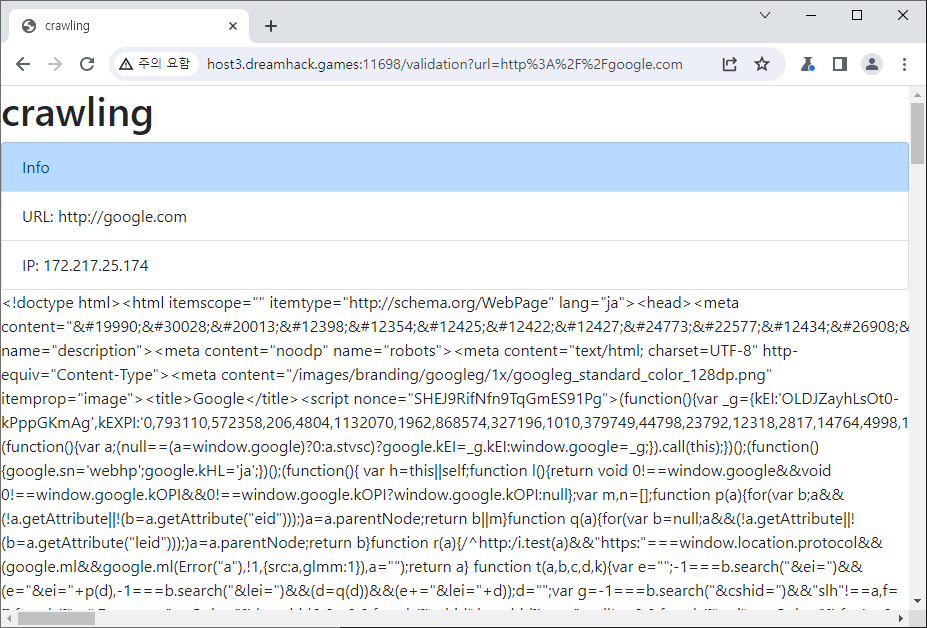 crawling
주의 요함
host3.dreamhack.games:11698/validation?url=http%3A%2F%2Fgoogle.com
crawling
Info
URL: http://google.com
IP: 172.217.25.174
<!doctype html><html itemscope="" itemtype="http://schema.org/WebPage" lang="ja"><head><meta
content="&#19990;&#30028;&#20013;&#12398;&#12354;&#12425;&#12422;&#12427;&#24773;&#22577;&#12434;&#26908;&
name="description"><meta content="noodp" name="robots"><meta content="text/html; charset=UTF-8" http-
equiv="Content-Type"><meta content="/images/branding/googleg/1x/googleg_standard_color_128dp.png"
itemprop="image"><title>Google</title><script nonce="SHEJ9RifNfn9TqGmES91Pg">(function(){var _g={kEI:'OLDJZayhLsOt0-
kPppGKmAg',kEXPI:'0,793110,572358,206,4804,1132070,1962,868574,327196,1010,379749,44798,23792,12318,2817,14764,4998,1
(function(){var a;(null==(a=window.google)?0:a.stvsc)?google.kEI=_g.kEI:window.google=_g;}).call(this);})();(function()
{google.sn='webhp';google.kHL='ja';})();(function(){ var h=this||self;function l(){return void 0!==window.google&&void
0!==window.google.kOPI&&0!==window.google.kOPI?window.google.kOPI:null};var m,n=[];function p(a){for(var b;a&&
(!a.getAttribute||!(b=a.getAttribute("eid")));)a=a.parentNode;return b||m}function q(a){for(var b=null;a&&(!a.getAttribute||!
(b=a.getAttribute("leid")));)a=a.parentNode;return b}function r(a){/^http:/i.test(a)&&"https:"===window.location.protocol&&
(google.ml&&google.ml(Error("a"),!1,{src:a,glmm:1}),a="");return a} function t(a,b,c,d,k){var e="";-1===b.search("&ei=")&&
(e="&ei="+p(d),-1===b.search("&lei=")&&(d=q(d))&&(e+="&lei="+d));d="";var g=-1===b.search("&cshid=")&&"slh"!==a,f=